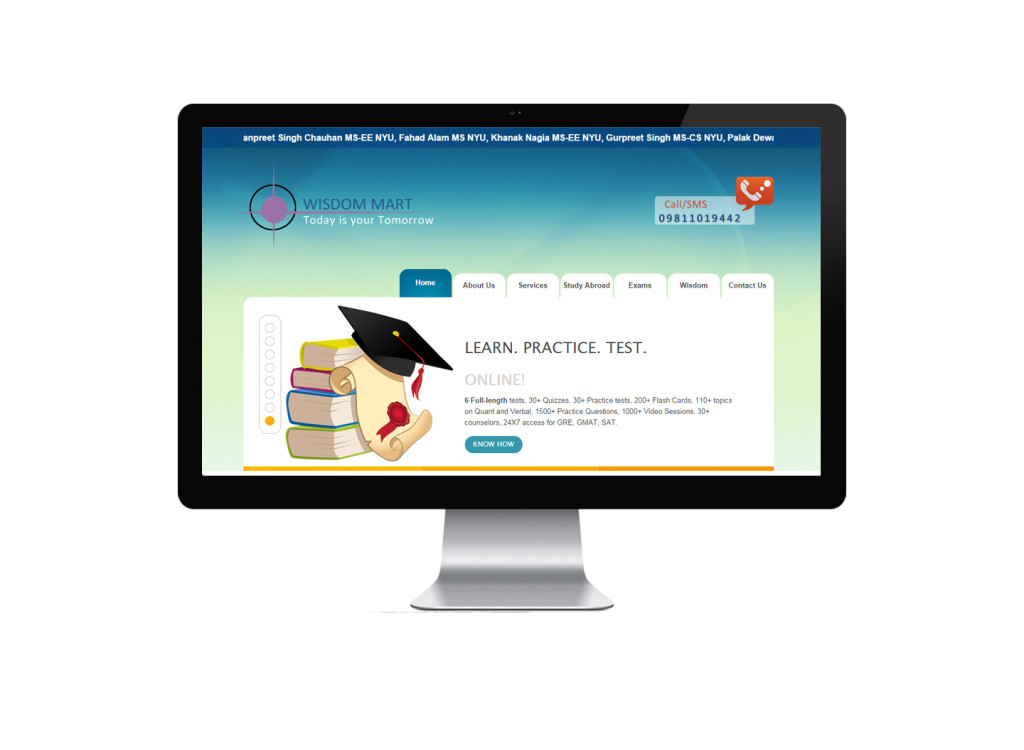 anpreet Singh Chauhan MS-EE NYU, Fahad Alam MS NYU, Khanak Nagia MS-EE NYU, Gurpreet Singh MS-CS NYU, Palak Dewa
WISDOM MART
Today is your Tomorrow
Call/SMS
09811019442
Home
About Us
Services
Study Abroad
Exams
Wisdom
Contact Us
LEARN. PRACTICE. TEST.
ONLINE!
6 Full-length tests, 30+ Quizzes, 30+ Practice tests, 200+ Flash Cards, 110+ topics
on Quant and Verbal, 1500+ Practice Questions, 1000+ Video Sessions, 30+
counselors, 24X7 access for GRE, GMAT, SAT.
KNOW HOW